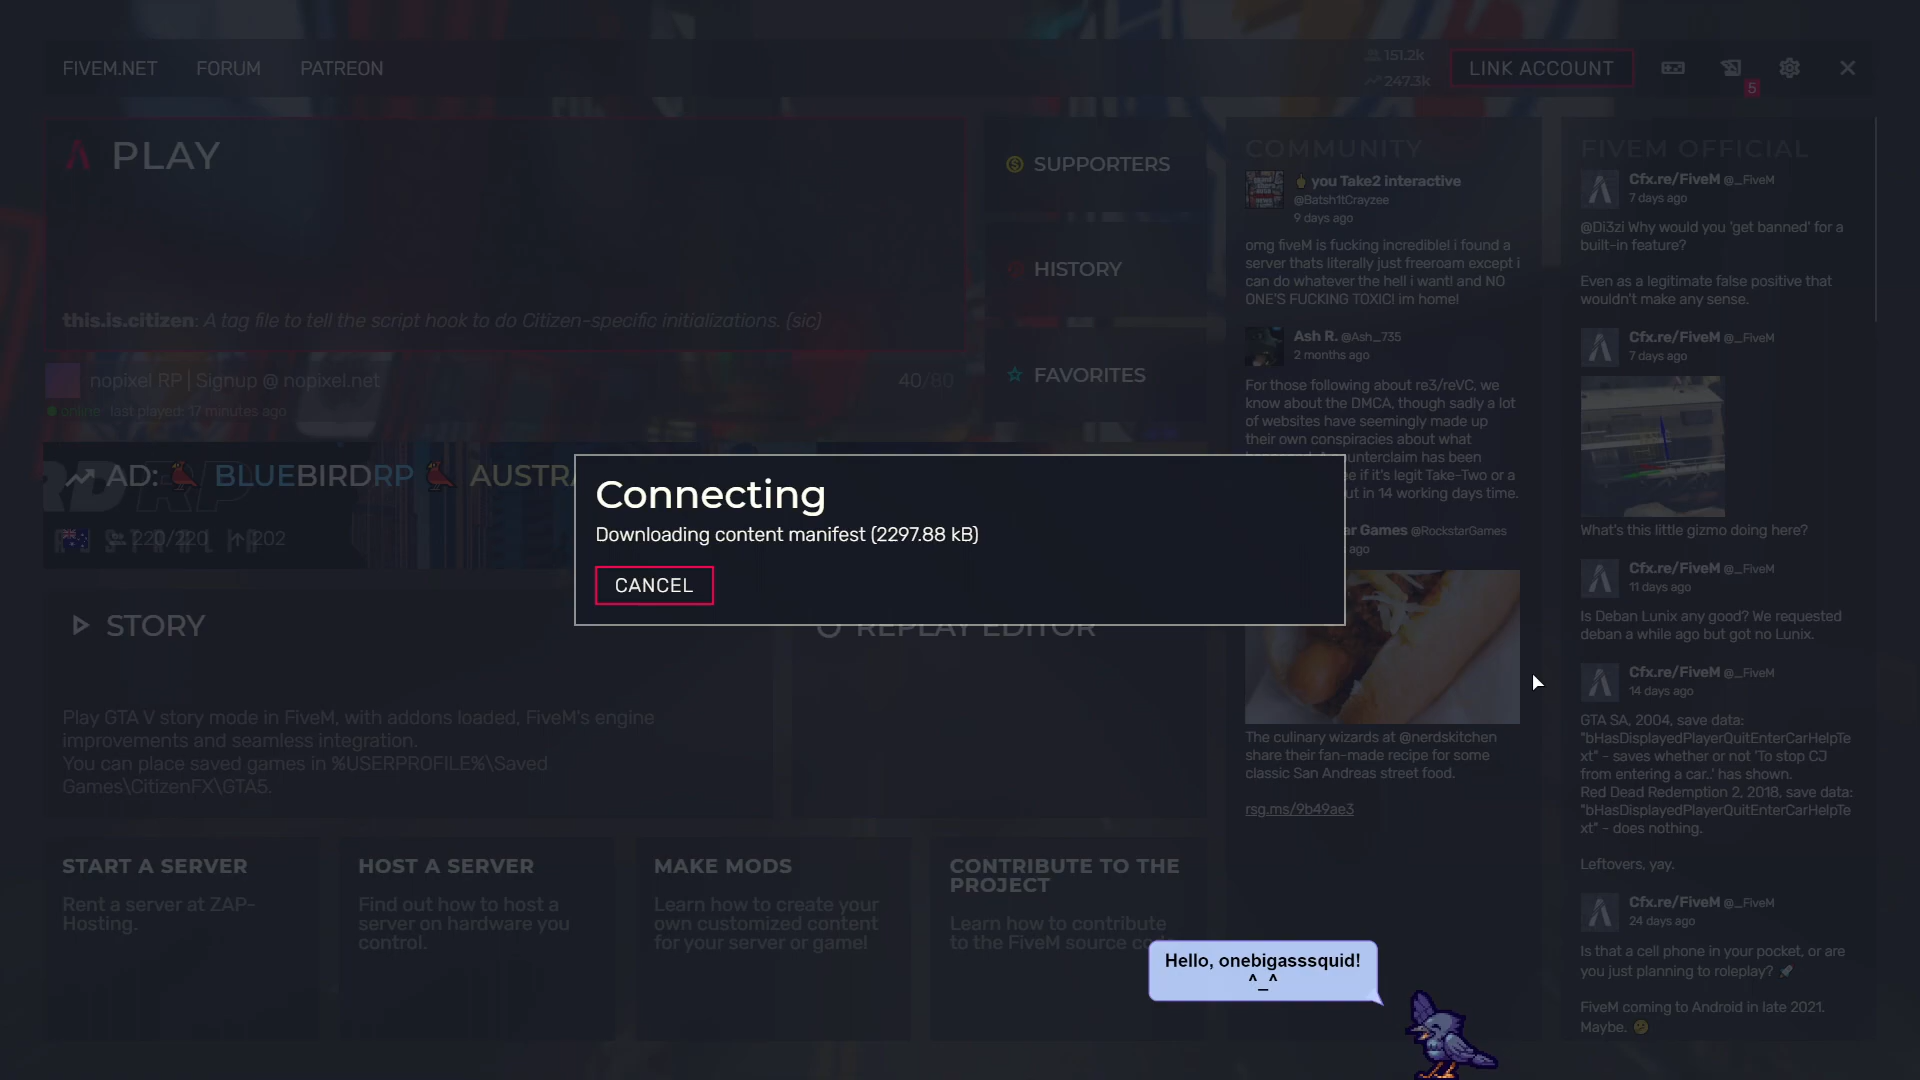 FIVEM.NET FORUM PATREON
151.2k
247.3k
LINK ACCOUNT
5
PLAY
this.is.citizen: A tag file to tell the script hook to do Citizen-specific initializations. (sic)
nopixel RP | Signup @ nopixel.net
40/80
online last played: 17 minutes ago
SUPPORTERS
HISTORY
FAVORITES
AD: BLUEBIRDRP AUSTRA
220/220 202
Connecting
Downloading content manifest (2297.88 kB)
CANCEL
STORY
Play GTA V story mode in FiveM, with addons loaded, FiveM's engine
improvements and seamless integration.
You can place saved games in %USERPROFILE%\Saved
Games\CitizenFX\GTA5.
REPLAY EDITOR
START A SERVER
Rent a server at ZAP-
Hosting.
HOST A SERVER
Find out how to host a
server on hardware you
control.
MAKE MODS
Learn how to create your
own customized content
for your server or game!
CONTRIBUTE TO THE
PROJECT
Learn how to contribute
to the FiveM source
COMMUNITY
you Take2 interactive
@Batsh1tCrayzee
9 days ago
omg fiveM is fucking incredible! i found a
server thats literally just freeroam except i
can do whatever the hell i want! and NO
ONE'S FUCKING TOXIC! im home!
Ash R. @Ash_735
2 months ago
For those following about re3/reVC, we
know about the DMCA, though sadly a lot
of websites have seemingly made up
their own conspiracies about what
unterclaim has been
e if it's legit Take-Two or a
ut in 14 working days time.
ar Games @RockstarGames
ago
The culinary wizards at @nerdskitchen
share their fan-made recipe for some
classic San Andreas street food.
rsg.ms/9b49ae3
FIVEM OFFICIAL
Cfx.re/FiveM @_FiveM
7 days ago
@Di3zi Why would you 'get banned' for a
built-in feature?
Even as a legitimate false positive that
wouldn't make any sense.
Cfx.re/FiveM @_FiveM
7 days ago
What's this little gizmo doing here?
Cfx.re/FiveM @_FiveM
11 days ago
Is Deban Lunix any good? We requested
deban a while ago but got no Lunix.
Cfx.re/FiveM @_FiveM
14 days ago
GTA SA, 2004, save data:
"bHasDisplayedPlayerQuitEnterCarHelpTe
xt" - saves whether or not 'To stop CJ
from entering a car..' has shown.
Red Dead Redemption 2, 2018, save data:
"bHasDisplayedPlayerQuitEnterCarHelpTe
xt" - does nothing.
Leftovers, yay.
Cfx.re/FiveM @_FiveM
24 days ago
Is that a cell phone in your pocket, or are
you just planning to roleplay?
FiveM coming to Android in late 2021.
Maybe.
Hello, onebigasssquid!
^_^